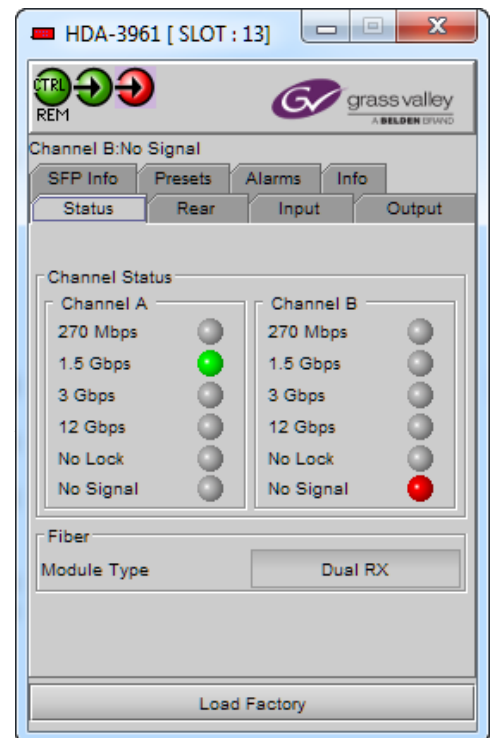 HDA-3961 [ SLOT : 13]
CTRL
REM
grass valley
A BELDEN BRAND
Channel B:No Signal
SFP Info Presets Alarms Info
Status Rear Input Output
Channel Status
Channel A
270 Mbps
1.5 Gbps
3 Gbps
12 Gbps
No Lock
No Signal
Channel B
270 Mbps
1.5 Gbps
3 Gbps
12 Gbps
No Lock
No Signal
Fiber
Module Type Dual RX
Load Factory